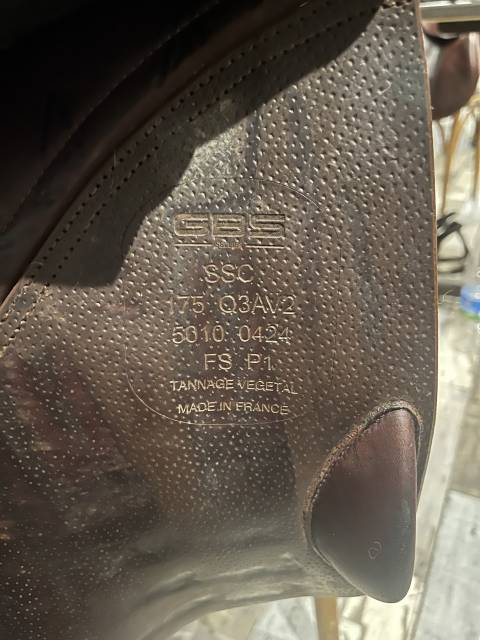 GBS
SSC
175 Q3AV2
5010 0424
FS P1
TANNAGE VEGETAL
MADE IN FRANCE